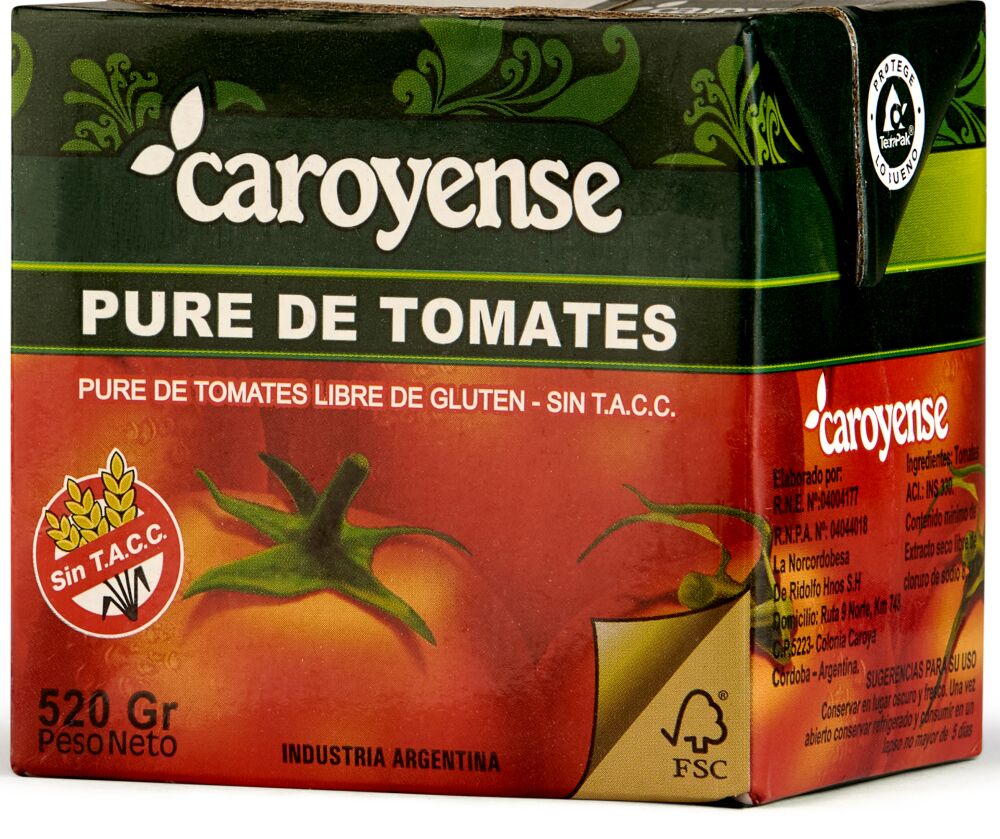 caroyense
PURE DE TOMATES
PURE DE TOMATES LIBRE DE GLUTEN - SIN T.A.C.C.
Sin T.A.C.C.
520 Gr
Peso Neto
INDUSTRIA ARGENTINA
FSC
PROTEGE
TetraPak®
LO BUENO
caroyense
Elaborado por:
R.N.E. Nº:04004177
R.N.P.A. Nº: 04044018
La Norcordobesa
De Ridolfo Hnos S.H
Domicilio: Ruta 9 Norte, Km 748
C.P.5223- Colonia Caroya
Córdoba - Argentina.
Ingredientes: Tomates
ACI.: INS 330.
Contenido mínimo de
Extracto seco libre de
cloruro de sodio
SUGERENCIAS PARA SU USO
Conservar en lugar oscuro y fresco. Una vez
abierto conservar refrigerado y consumir en un
lapso no mayor de 5 días